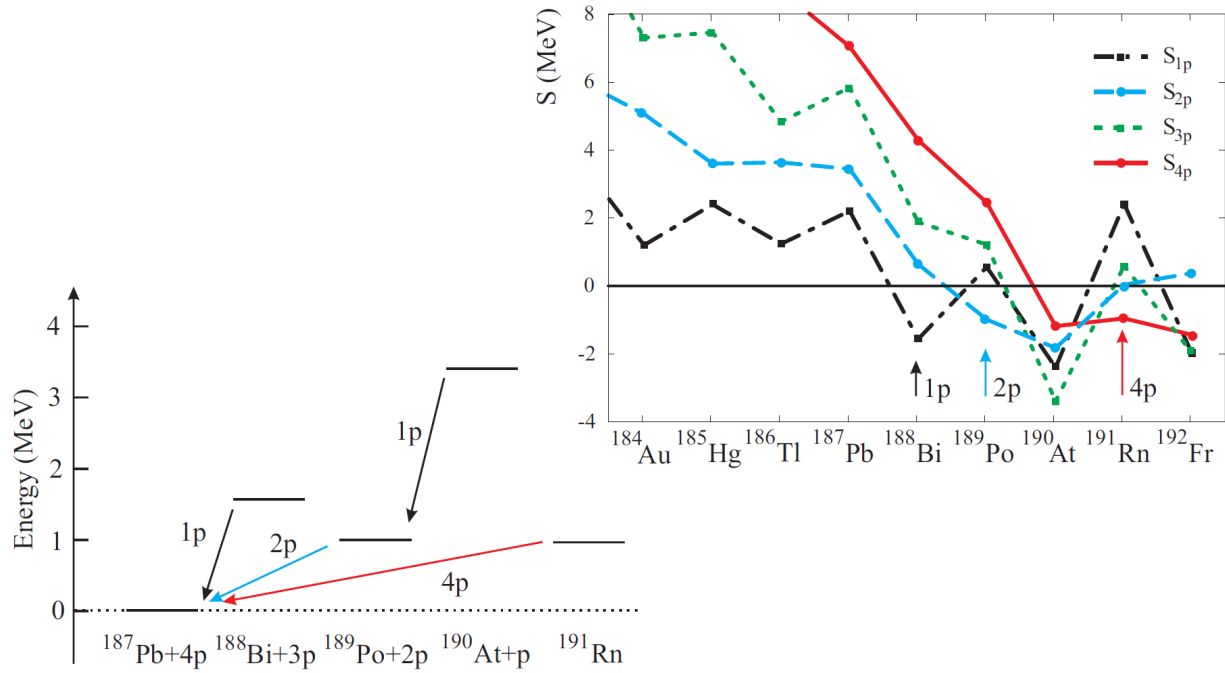 S (MeV)
8
6
4
2
0
-2
-4
S1p
S2p
S3p
S4p
1p
2p
4p
184Au
185Hg
186Tl
187Pb
188Bi
189Po
190At
191Rn
192Fr
Energy (MeV)
4
3
2
1
0
1p
2p
1p
4p
187Pb+4p
188Bi+3p
189Po+2p
190At+p
191Rn